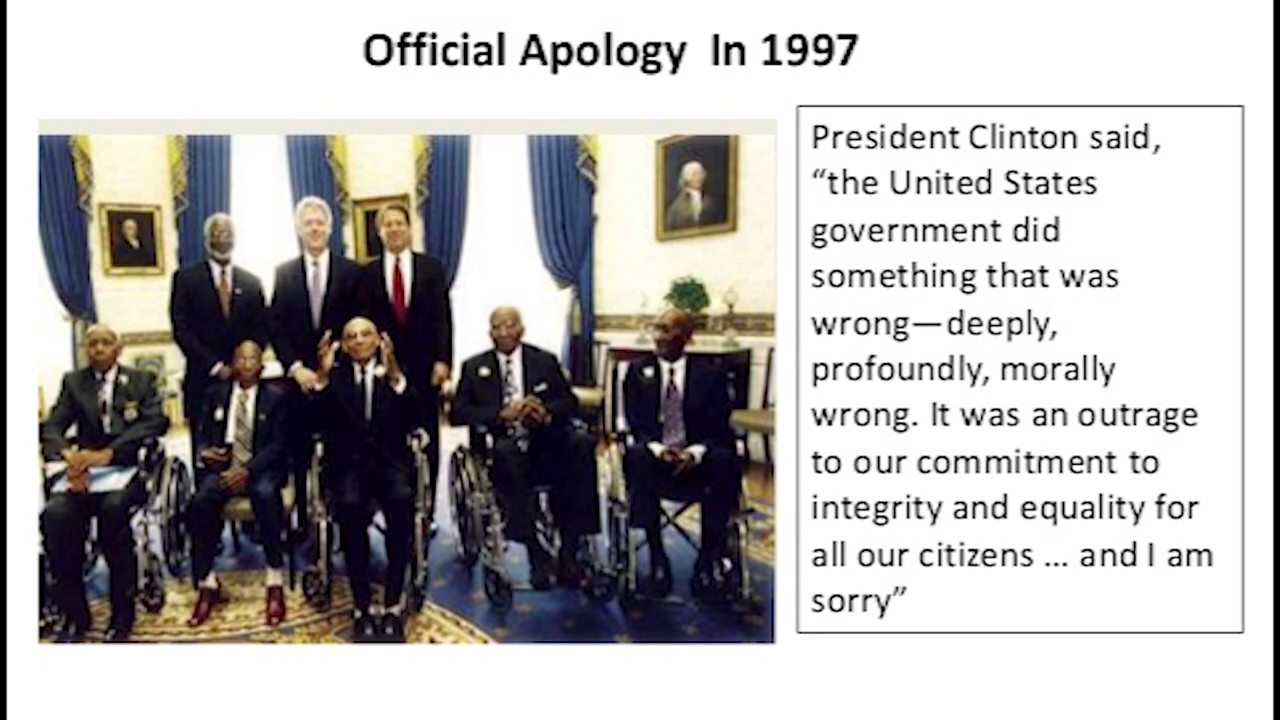 Official Apology In 1997
President Clinton said,
“the United States
government did
something that was
wrong—deeply,
profoundly, morally
wrong. It was an outrage
to our commitment to
integrity and equality for
all our citizens ... and I am
sorry”